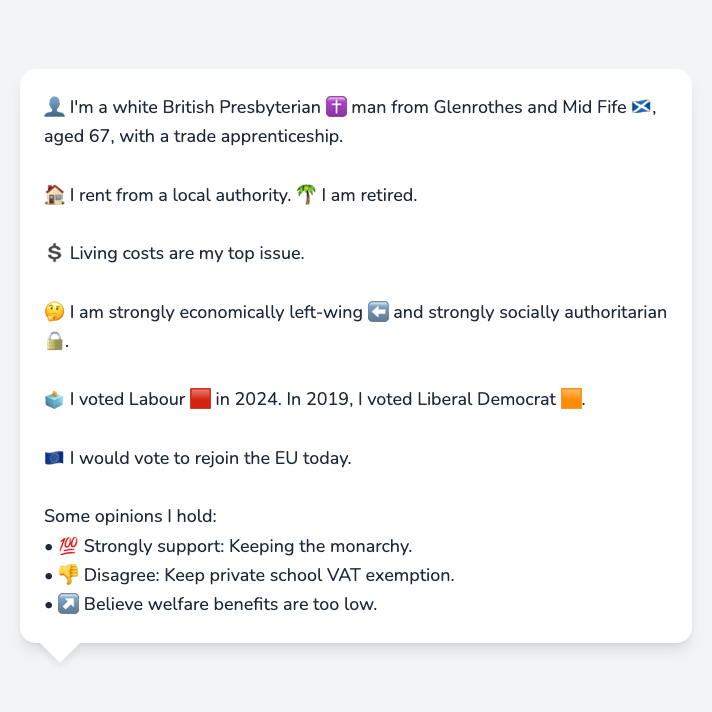 👤 I'm a white British Presbyterian ✝️ man from Glenrothes and Mid Fife 🏴󠁧󠁢󠁳󠁣󠁴󠁿,
aged 67, with a trade apprenticeship.
🏠 I rent from a local authority. 🌴 I am retired.
💲 Living costs are my top issue.
🤔 I am strongly economically left-wing ⬅️ and strongly socially authoritarian
🔒.
🗳️ I voted Labour 🟥 in 2024. In 2019, I voted Liberal Democrat 🟧.
🇪🇺 I would vote to rejoin the EU today.
Some opinions I hold:
• 💯 Strongly support: Keeping the monarchy.
• 👎 Disagree: Keep private school VAT exemption.
• ↗️ Believe welfare benefits are too low.